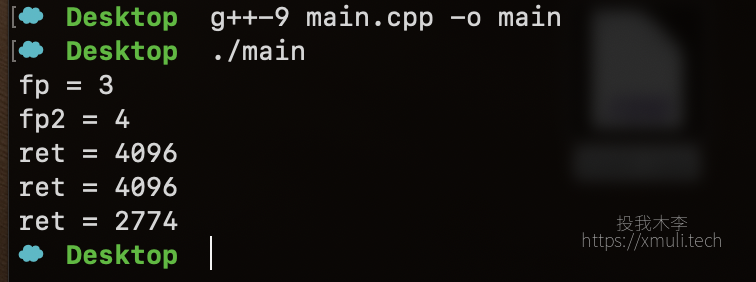 Desktop g++-9 main.cpp -o main
Desktop ./main
fp = 3
fp2 = 4
ret = 4096
ret = 4096
ret = 2774
Desktop
投我木李
https://xmuli.tech